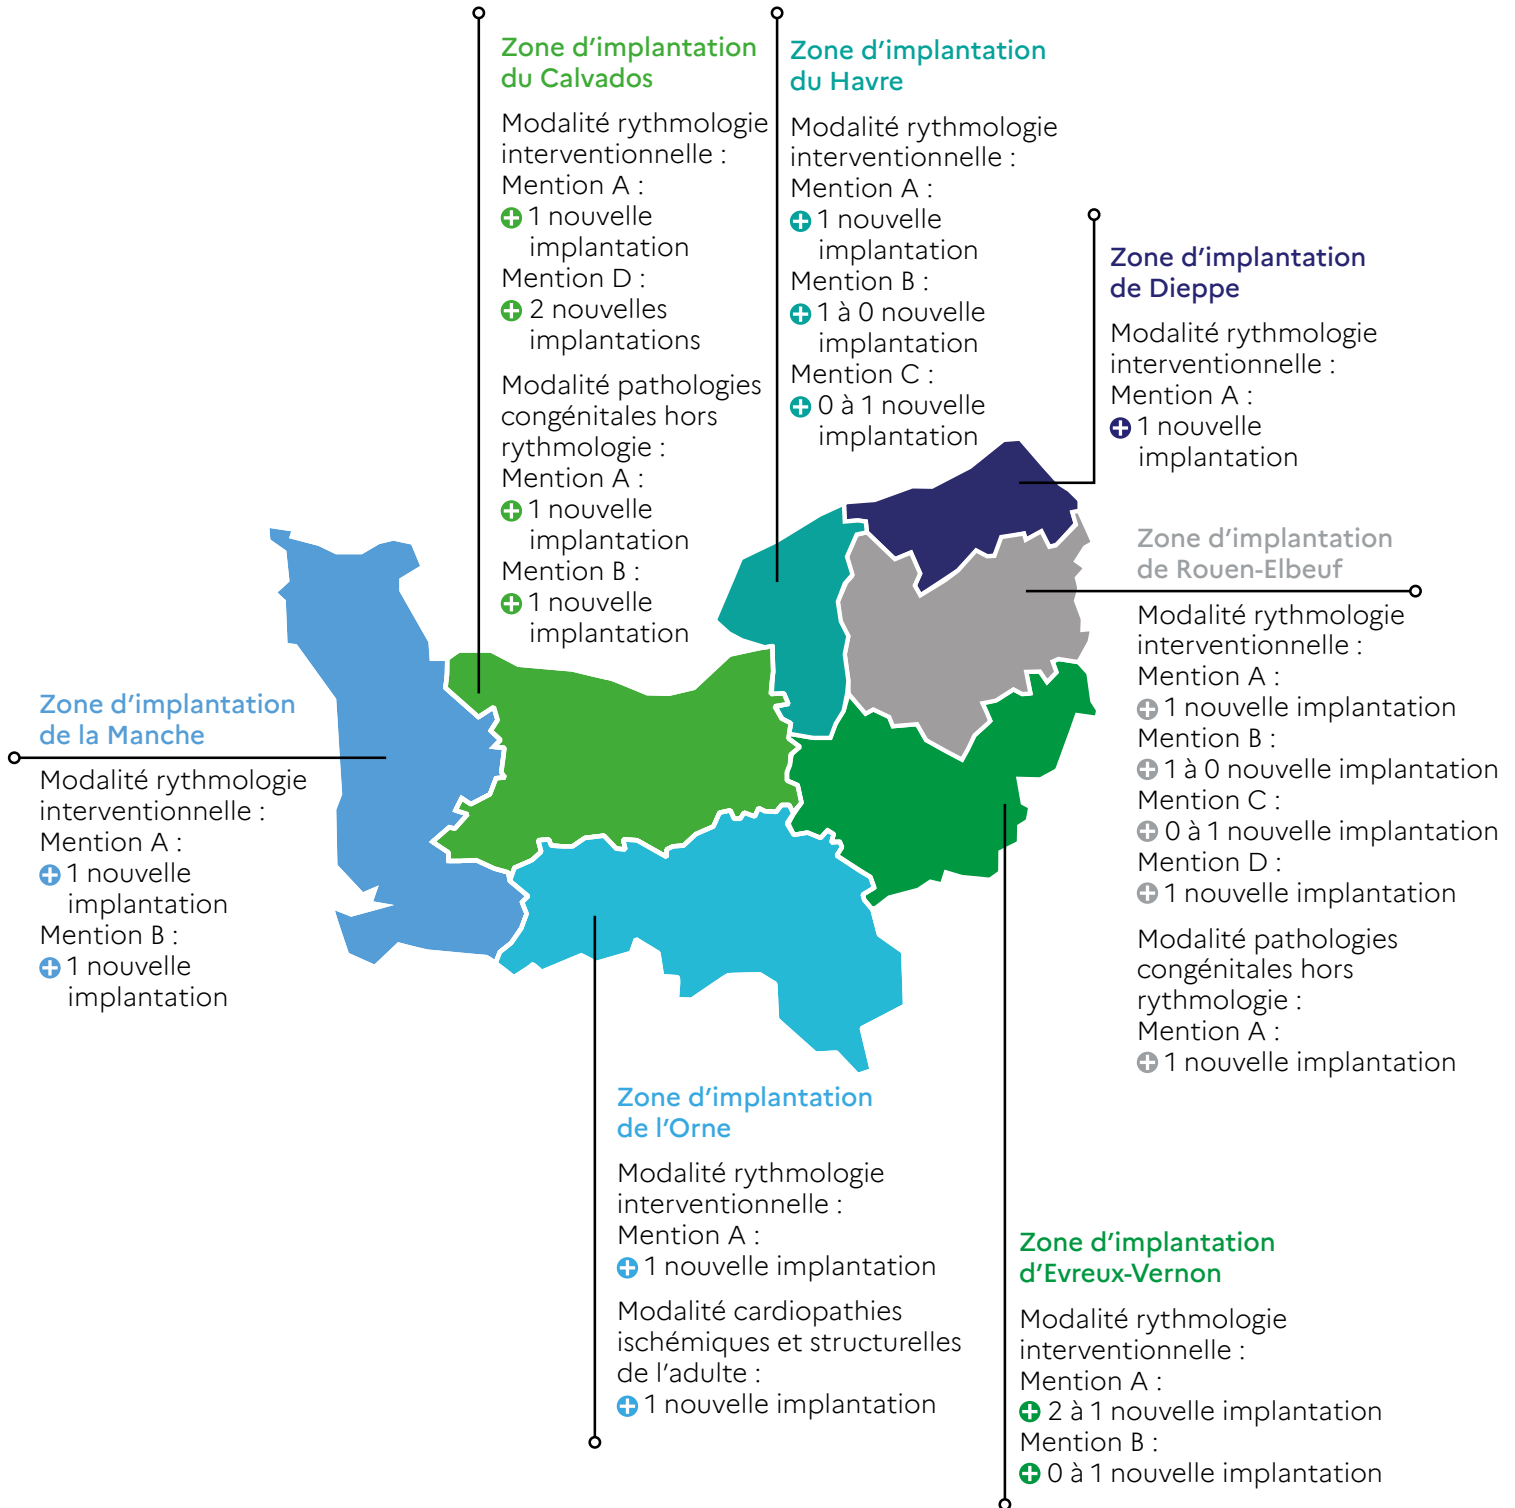 Zone d'implantation
du Calvados
Modalité rythmologie
interventionnelle :
Mention A :
1 nouvelle
implantation
Mention D :
2 nouvelles
implantations
Modalité pathologies
congénitales hors
rythmologie :
Mention A :
1 nouvelle
implantation
Mention B :
1 nouvelle
implantation
Zone d'implantation
du Havre
Modalité rythmologie
interventionnelle :
Mention A :
1 nouvelle
implantation
Mention B :
1 à 0 nouvelle
implantation
Mention C :
0 à 1 nouvelle
implantation
Zone d'implantation
de Dieppe
Modalité rythmologie
interventionnelle :
Mention A :
1 nouvelle
implantation
Zone d'implantation
de Rouen-Elbeuf
Modalité rythmologie
interventionnelle :
Mention A :
1 nouvelle implantation
Mention B :
1 à 0 nouvelle implantation
Mention C :
0 à 1 nouvelle implantation
Mention D :
1 nouvelle implantation
Modalité pathologies
congénitales hors
rythmologie :
Mention A :
1 nouvelle implantation
Zone d'implantation
de la Manche
Modalité rythmologie
interventionnelle :
Mention A :
1 nouvelle
implantation
Mention B :
1 nouvelle
implantation
Zone d'implantation
de l'Orne
Modalité rythmologie
interventionnelle :
Mention A :
1 nouvelle implantation
Modalité cardiopathies
ischémiques et structurelles
de l'adulte :
1 nouvelle implantation
Zone d'implantation
d'Evreux-Vernon
Modalité rythmologie
interventionnelle :
Mention A :
2 à 1 nouvelle implantation
Mention B :
0 à 1 nouvelle implantation